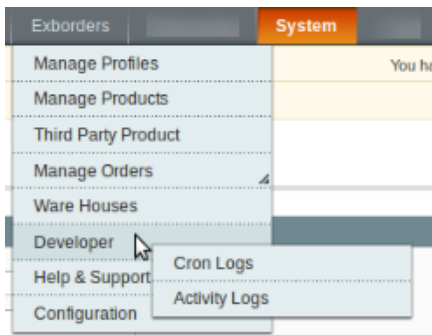 Exborders System
Manage Profiles
You ha
Manage Products
Third Party Product
Manage Orders
Ware Houses
Developer
Cron Logs
Help & Support
Activity Logs
Configuration